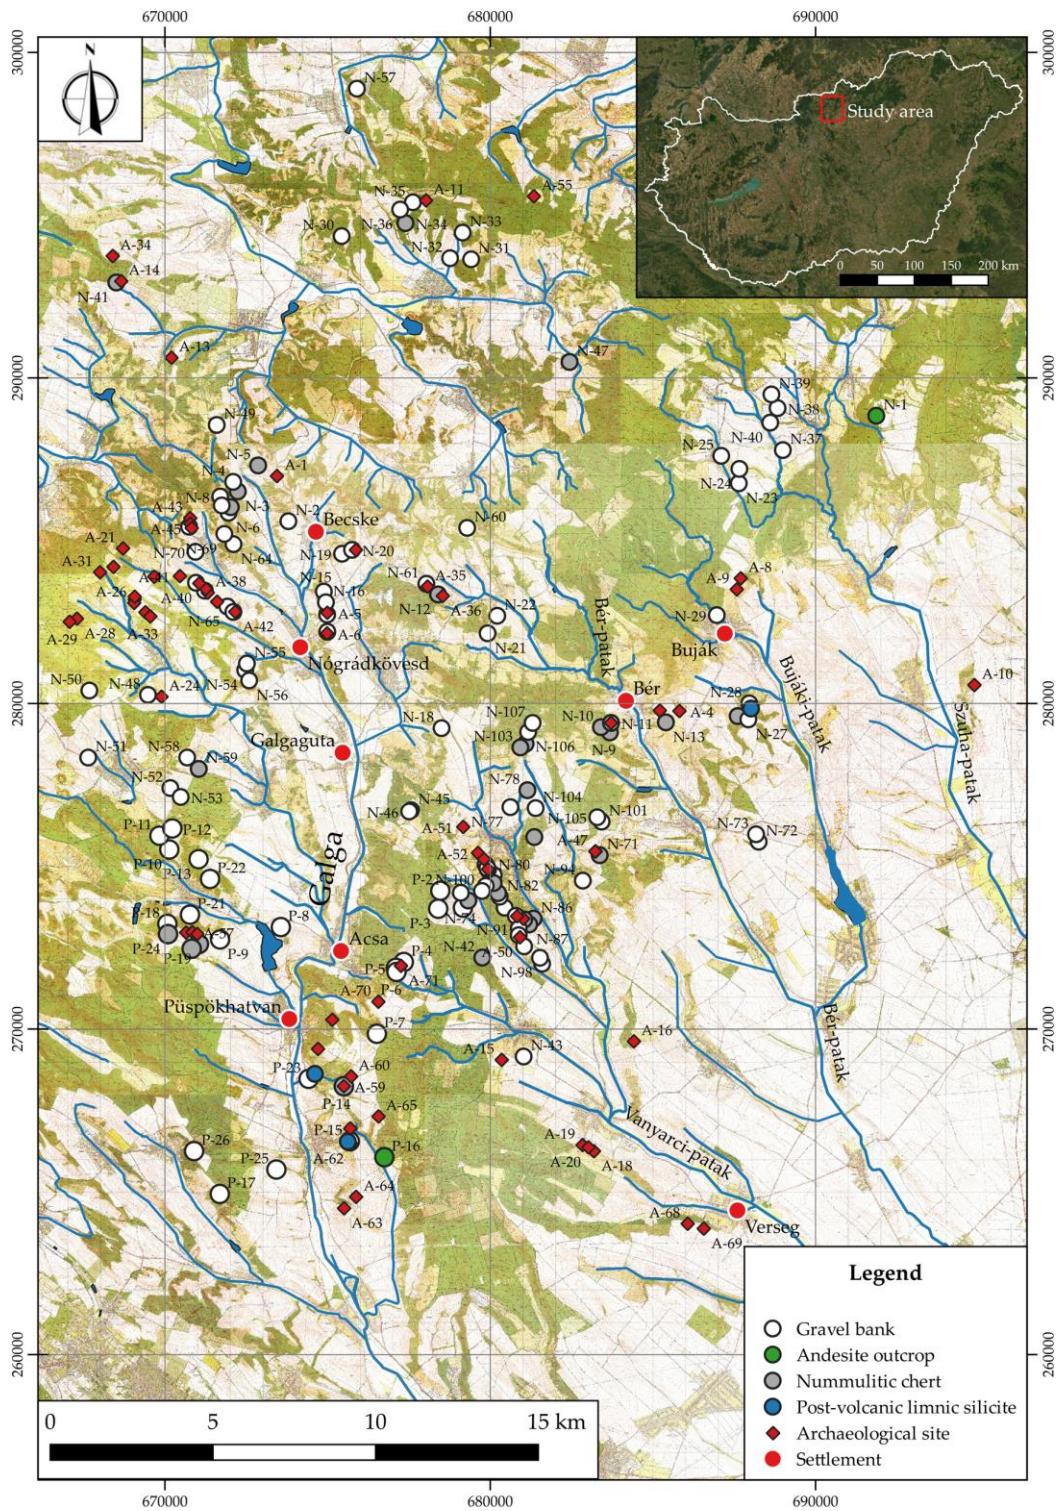 670000
680000
690000
300000
300000
N
Study area
0
50
100
150
200 km
N-57
A-55
N-35
A-11
N-33
N-30
N-36
N-34
N-32
N-31
A-34
A-14
N-41
A-13
N-47
290000
290000
N-39
N-1
N-38
N-49
N-40
N-37
N-25
N-5
A-1
N-4
N-24
N-23
N-8
N-3
N-2
A-43
N-6
Becske
N-60
A-45
A-21
N-70
N-69
N-64
N-19
N-20
A-31
A-8
A-41
A-38
N-15
N-61
A-35
A-9
A-26
A-40
N-16
N-12
A-36
N-22
N-29
A-5
A-29
A-28
A-33
N-65
A-42
A-6
N-21
Bér-patak
Buják
Nógrádkövesd
N-55
Bujáki-patak
A-10
N-50
N-48
A-24
N-54
N-56
Bér
N-28
280000
280000
N-18
N-107
N-10
N-11
A-4
Szuha-patak
Galgaguta
N-103
N-106
N-9
N-13
N-27
N-51
N-58
N-59
N-52
N-78
N-53
N-45
N-104
N-46
N-101
P-11
P-12
A-51
N-77
N-105
N-73
N-72
A-47
N-71
P-10
P-22
Galga
A-52
N-80
P-13
P-2
N-100
N-94
N-82
P-18
P-21
P-8
P-3
N-74
N-86
A-57
Acsa
N-91
P-24
P-19
P-9
P-4
N-42
A-50
N-87
P-5
A-71
N-98
A-70
P-6
Püspökhatvan
270000
270000
P-7
A-16
Bér-patak
A-15
N-43
P-23
A-60
A-59
P-14
A-65
Vanyarci-patak
P-15
A-19
P-26
P-16
A-62
A-20
A-18
P-25
P-17
A-64
A-63
A-68
Verseg
A-69
Legend
Gravel bank
Andesite outcrop
Nummulitic chert
Post-volcanic limnic silicite
Archaeological site
Settlement
260000
260000
0
5
10
15 km
670000
680000
690000